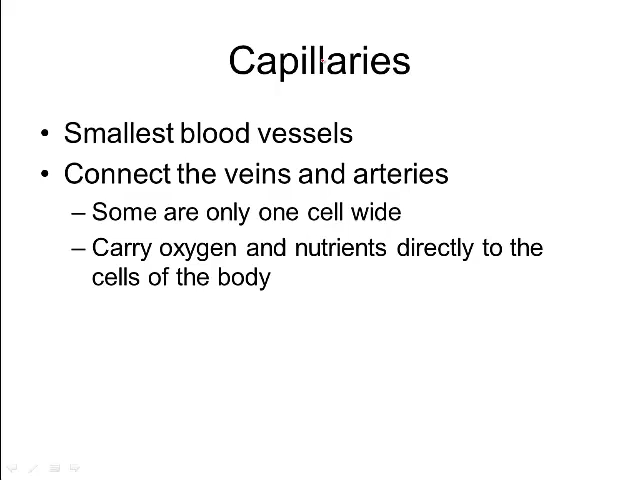 Capillaries
• Smallest blood vessels
• Connect the veins and arteries
– Some are only one cell wide
– Carry oxygen and nutrients directly to the
cells of the body